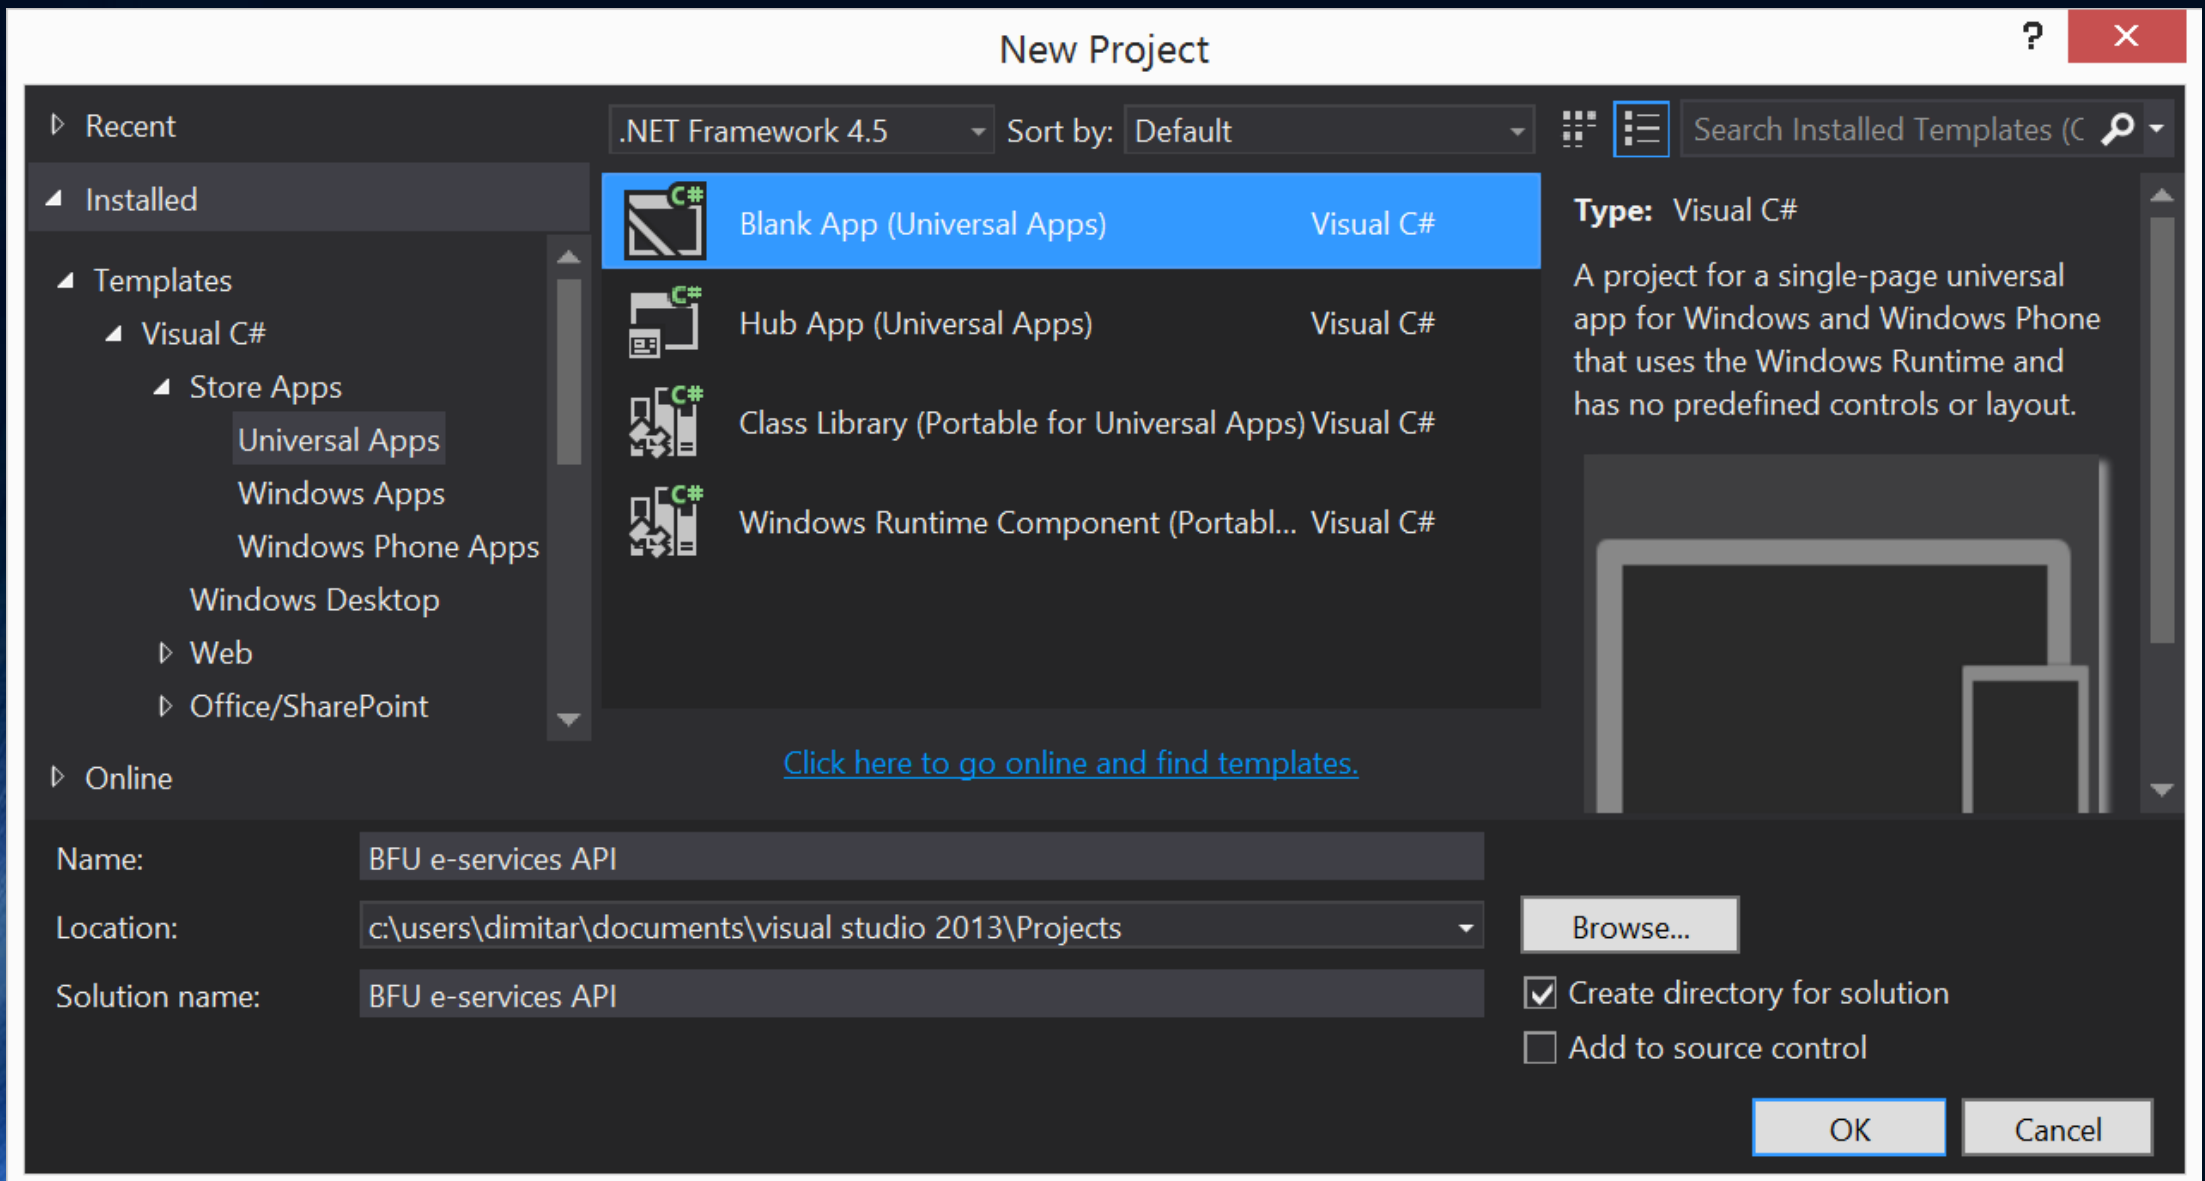 New Project
?
Recent
Installed
Templates
Visual C#
Store Apps
Universal Apps
Windows Apps
Windows Phone Apps
Windows Desktop
Web
Office/SharePoint
Online
.NET Framework 4.5
Sort by: Default
Search Installed Templates (C
C# Blank App (Universal Apps) Visual C#
C# Hub App (Universal Apps) Visual C#
C# Class Library (Portable for Universal Apps) Visual C#
C# Windows Runtime Component (Portabl... Visual C#
Click here to go online and find templates.
Type: Visual C#
A project for a single-page universal
app for Windows and Windows Phone
that uses the Windows Runtime and
has no predefined controls or layout.
Name: BFU e-services API
Location: c:\users\dimitar\documents\visual studio 2013\Projects
Browse...
Solution name: BFU e-services API
Create directory for solution
Add to source control
OK
Cancel